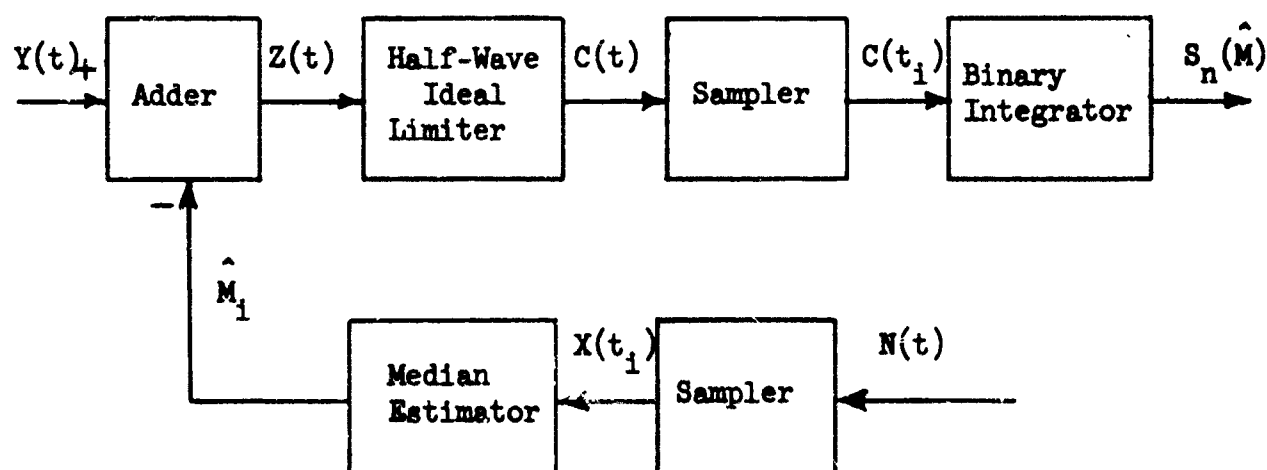 Y(t)+
Adder
Z(t)
Half-Wave
Ideal
Limiter
C(t)
Sampler
C(t_i)
Binary
Integrator
S_n(M̂)
−
M̂_i
Median
Estimator
X(t_i)
Sampler
N(t)